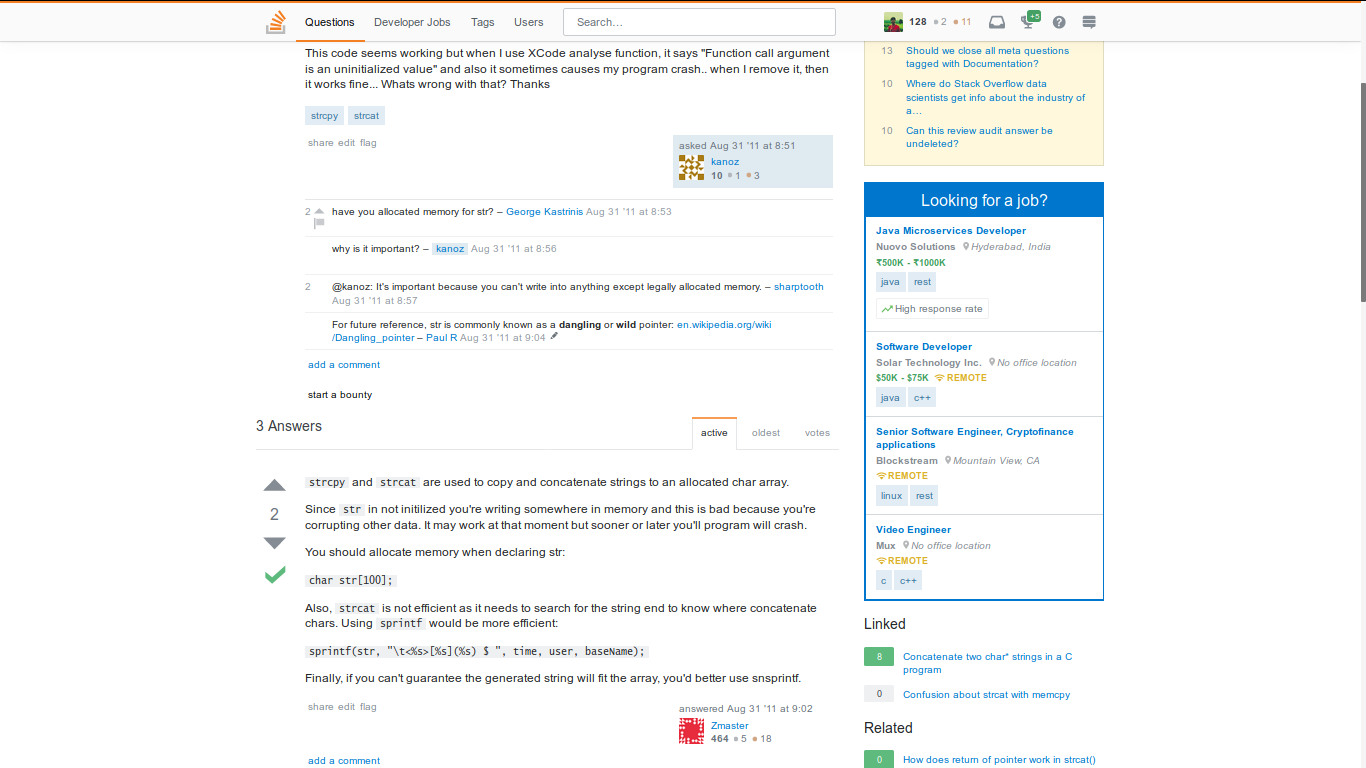 Questions Developer Jobs Tags Users Search... 128 2 11 +5
This code seems working but when I use XCode analyse function, it says "Function call argument
is an uninitialized value" and also it sometimes causes my program crash.. when I remove it, then
it works fine... Whats wrong with that? Thanks
strcpy strcat
share edit flag
asked Aug 31 '11 at 8:51
kanoz
10 1 3
2 have you allocated memory for str? – George Kastrinis Aug 31 '11 at 8:53
why is it important? – kanoz Aug 31 '11 at 8:56
2 @kanoz: It's important because you can't write into anything except legally allocated memory. – sharptooth
Aug 31 '11 at 8:57
For future reference, str is commonly known as a dangling or wild pointer: en.wikipedia.org/wiki
/Dangling_pointer – Paul R Aug 31 '11 at 9:04
add a comment
start a bounty
3 Answers
active oldest votes
strcpy and strcat are used to copy and concatenate strings to an allocated char array.
2
Since str in not initilized you're writing somewhere in memory and this is bad because you're
corrupting other data. It may work at that moment but sooner or later you'll program will crash.
You should allocate memory when declaring str:
char str[100];
Also, strcat is not efficient as it needs to search for the string end to know where concatenate
chars. Using sprintf would be more efficient:
sprintf(str, "\t<%s>[%s](%s) $ ", time, user, baseName);
Finally, if you can't guarantee the generated string will fit the array, you'd better use snsprintf.
share edit flag
answered Aug 31 '11 at 9:02
Zmaster
464 5 18
add a comment
13 Should we close all meta questions
tagged with Documentation?
10 Where do Stack Overflow data
scientists get info about the industry of
a…
10 Can this review audit answer be
undeleted?
Looking for a job?
Java Microservices Developer
Nuovo Solutions Hyderabad, India
₹500K - ₹1000K
java rest
High response rate
Software Developer
Solar Technology Inc. No office location
$50K - $75K REMOTE
java c++
Senior Software Engineer, Cryptofinance
applications
Blockstream Mountain View, CA
REMOTE
linux rest
Video Engineer
Mux No office location
REMOTE
c c++
Linked
8 Concatenate two char* strings in a C
program
0 Confusion about strcat with memcpy
Related
0 How does return of pointer work in strcat()